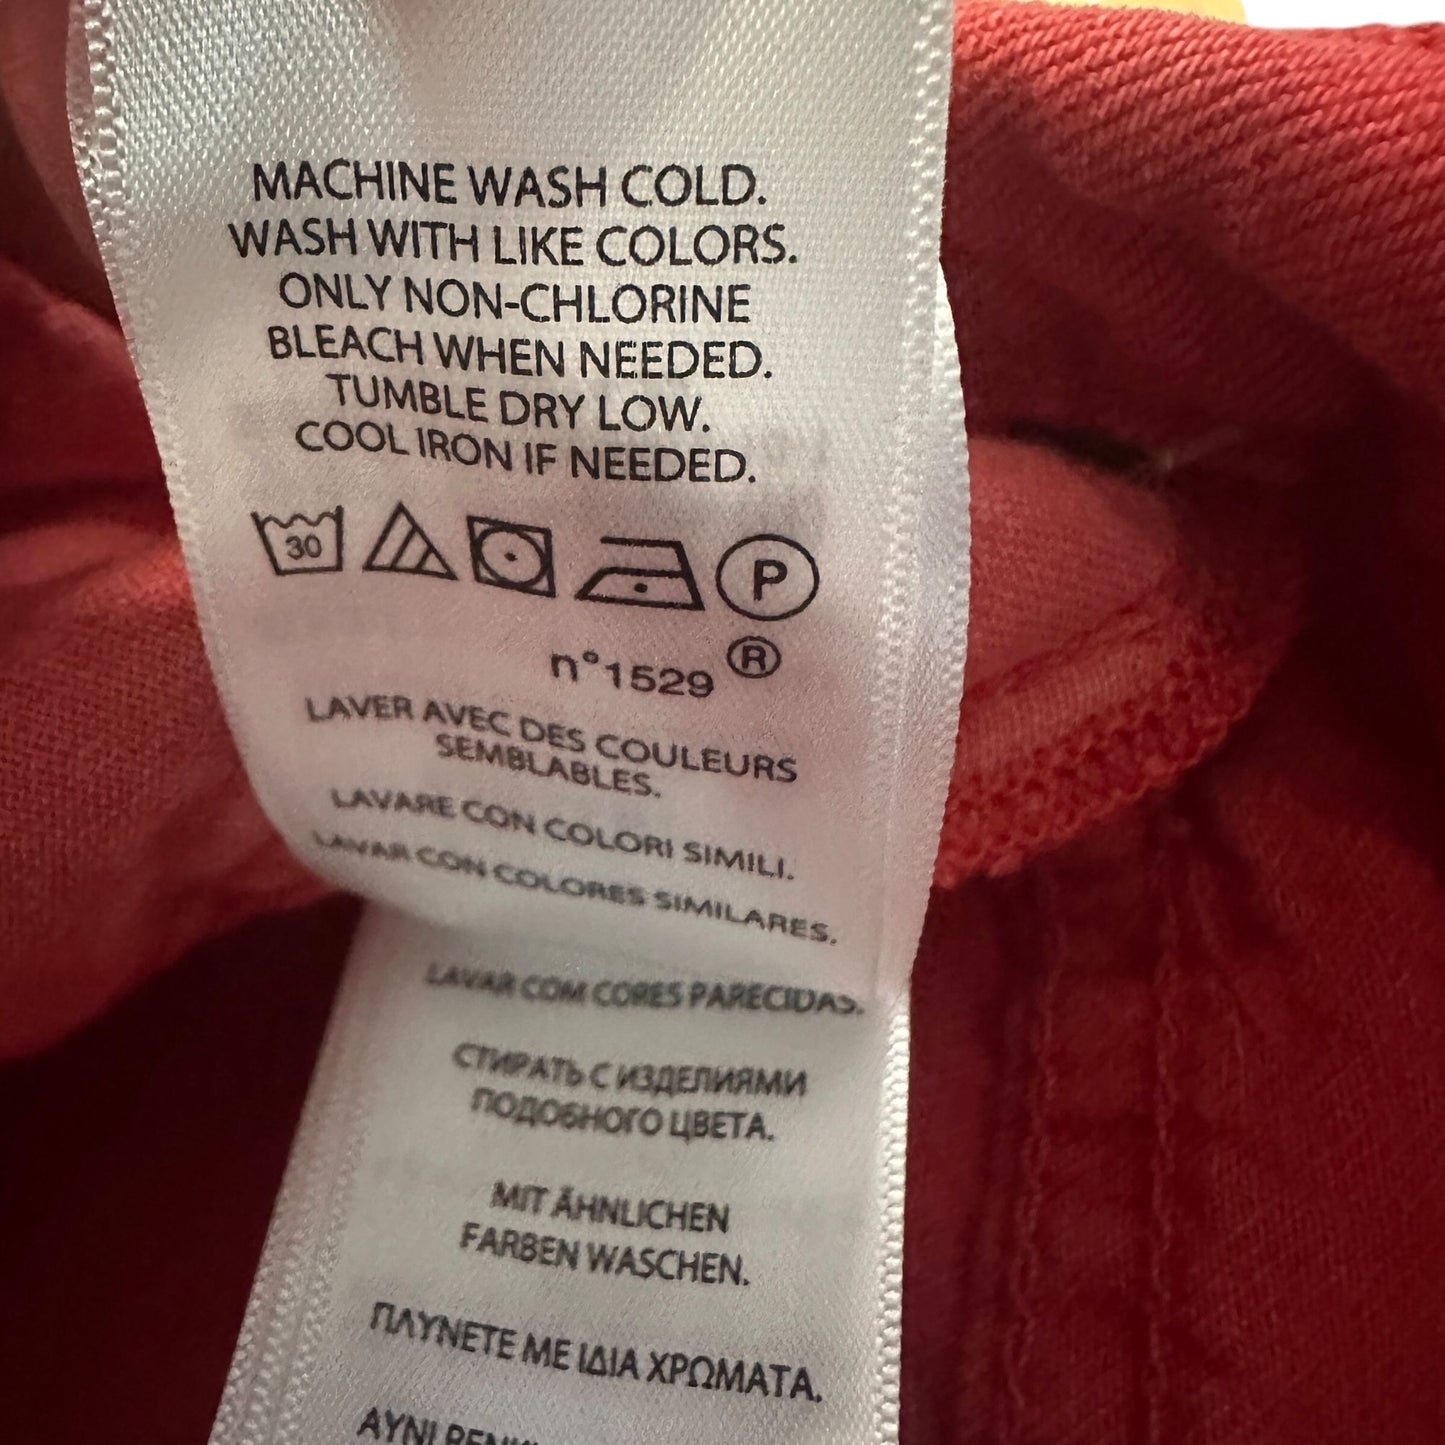 MACHINE WASH COLD.
WASH WITH LIKE COLORS.
ONLY NON-CHLORINE
BLEACH WHEN NEEDED.
TUMBLE DRY LOW.
COOL IRON IF NEEDED.
30 P
n°1529 ®
LAVER AVEC DES COULEURS
SEMBLABLES.
LAVARE CON COLORI SIMILI.
LAVAR CON COLORES SIMILARES.
LAVAR COM CORES PARECIDAS.
СТИРАТЬ С ИЗДЕЛИЯМИ
ПОДОБНОГО ЦВЕТА.
MIT ÄHNLICHEN
FARBEN WASCHEN.
ΠΛΥΝΕΤΕ ΜΕ ΙΔΙΑ ΧΡΩΜΑΤΑ.
AYNI